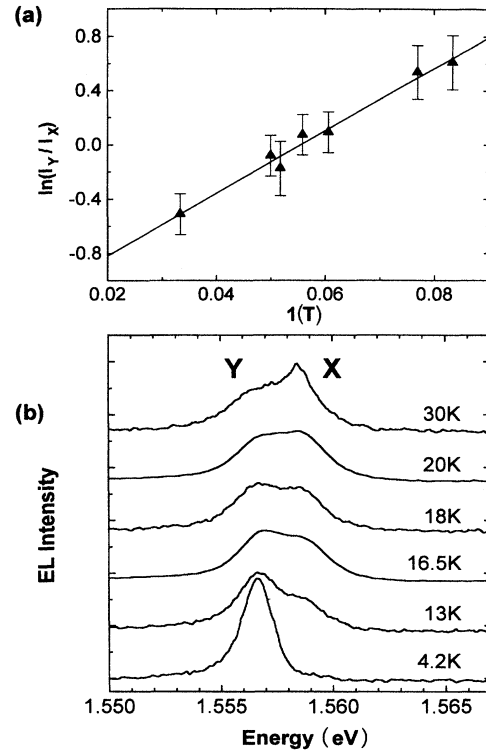 (a)
ln(I_Y / I_X)
0.8
0.4
0.0
-0.4
-0.8
0.02 0.04 0.06 0.08
1(T)
(b)
EL Intensity
Y X
30K
20K
18K
16.5K
13K
4.2K
1.550 1.555 1.560 1.565
Energy (eV)